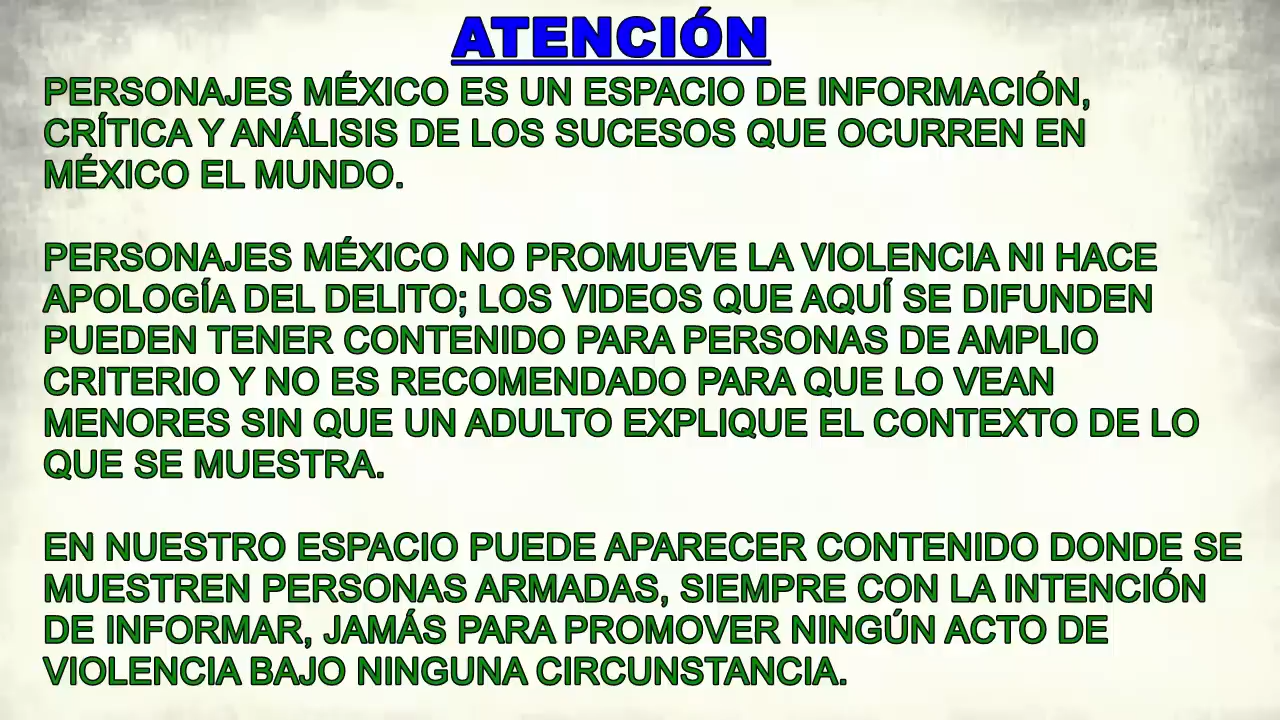 ATENCIÓN
PERSONAJES MÉXICO ES UN ESPACIO DE INFORMACIÓN,
CRÍTICA Y ANÁLISIS DE LOS SUCESOS QUE OCURREN EN
MÉXICO EL MUNDO.
PERSONAJES MÉXICO NO PROMUEVE LA VIOLENCIA NI HACE
APOLOGÍA DEL DELITO; LOS VIDEOS QUE AQUÍ SE DIFUNDEN
PUEDEN TENER CONTENIDO PARA PERSONAS DE AMPLIO
CRITERIO Y NO ES RECOMENDADO PARA QUE LO VEAN
MENORES SIN QUE UN ADULTO EXPLIQUE EL CONTEXTO DE LO
QUE SE MUESTRA.
EN NUESTRO ESPACIO PUEDE APARECER CONTENIDO DONDE SE
MUESTREN PERSONAS ARMADAS, SIEMPRE CON LA INTENCIÓN
DE INFORMAR, JAMÁS PARA PROMOVER NINGÚN ACTO DE
VIOLENCIA BAJO NINGUNA CIRCUNSTANCIA.